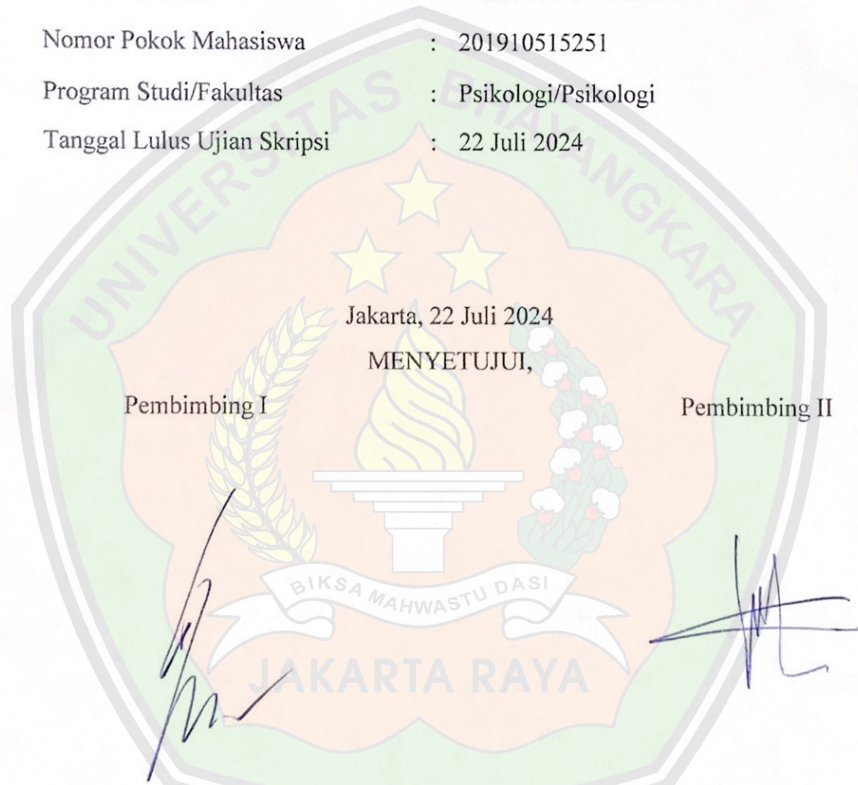 Nomor Pokok Mahasiswa : 201910515251
Program Studi/Fakultas : Psikologi/Psikologi
Tanggal Lulus Ujian Skripsi : 22 Juli 2024
UNIVERSITAS BHAYANGKARA
Jakarta, 22 Juli 2024
MENYETUJUI,
Pembimbing I Pembimbing II
BIKSA MAHWASTU DASI
JAKARTA RAYA